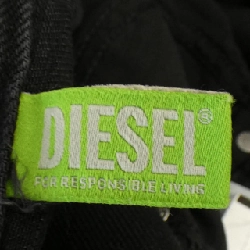 DIESEL®
FOR RESPONSIBLE LIVING